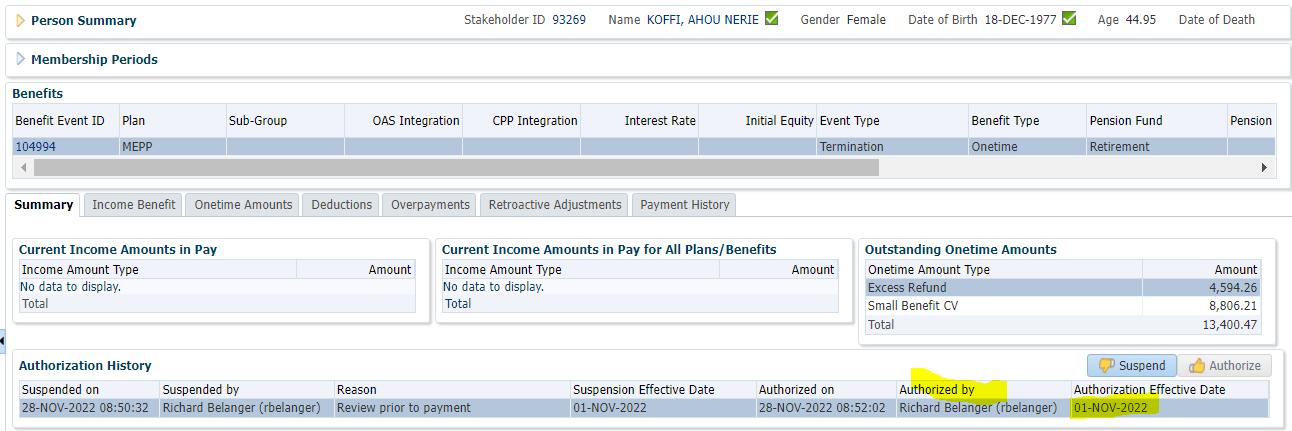 Person Summary Stakeholder ID 93269 Name KOFFI, AHOU NERIE Gender Female Date of Birth 18-DEC-1977 Age 44.95 Date of Death
Membership Periods
Benefits
Benefit Event ID Plan Sub-Group OAS Integration CPP Integration Interest Rate Initial Equity Event Type Benefit Type Pension Fund Pension
104994 MEPP Termination Onetime Retirement
Summary Income Benefit Onetime Amounts Deductions Overpayments Retroactive Adjustments Payment History
Current Income Amounts in Pay Current Income Amounts in Pay for All Plans/Benefits Outstanding Onetime Amounts
Income Amount Type Amount Income Amount Type Amount Onetime Amount Type Amount
No data to display. No data to display. Excess Refund 4,594.26
Total Total Small Benefit CV 8,806.21
Total 13,400.47
Authorization History Suspend Authorize
Suspended on Suspended by Reason Suspension Effective Date Authorized on Authorized by Authorization Effective Date
28-NOV-2022 08:50:32 Richard Belanger (rbelanger) Review prior to payment 01-NOV-2022 28-NOV-2022 08:52:02 Richard Belanger (rbelanger) 01-NOV-2022